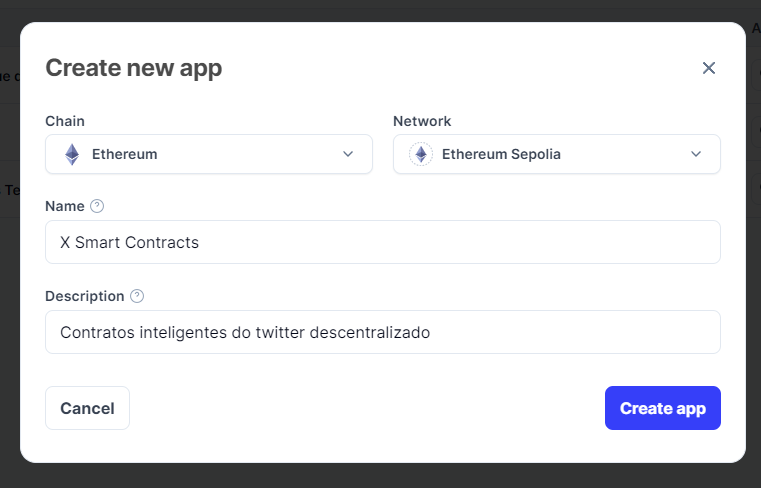 Create new app
Chain
Network
Ethereum
Ethereum Sepolia
Name
X Smart Contracts
Description
Contratos inteligentes do twitter descentralizado
Cancel
Create app